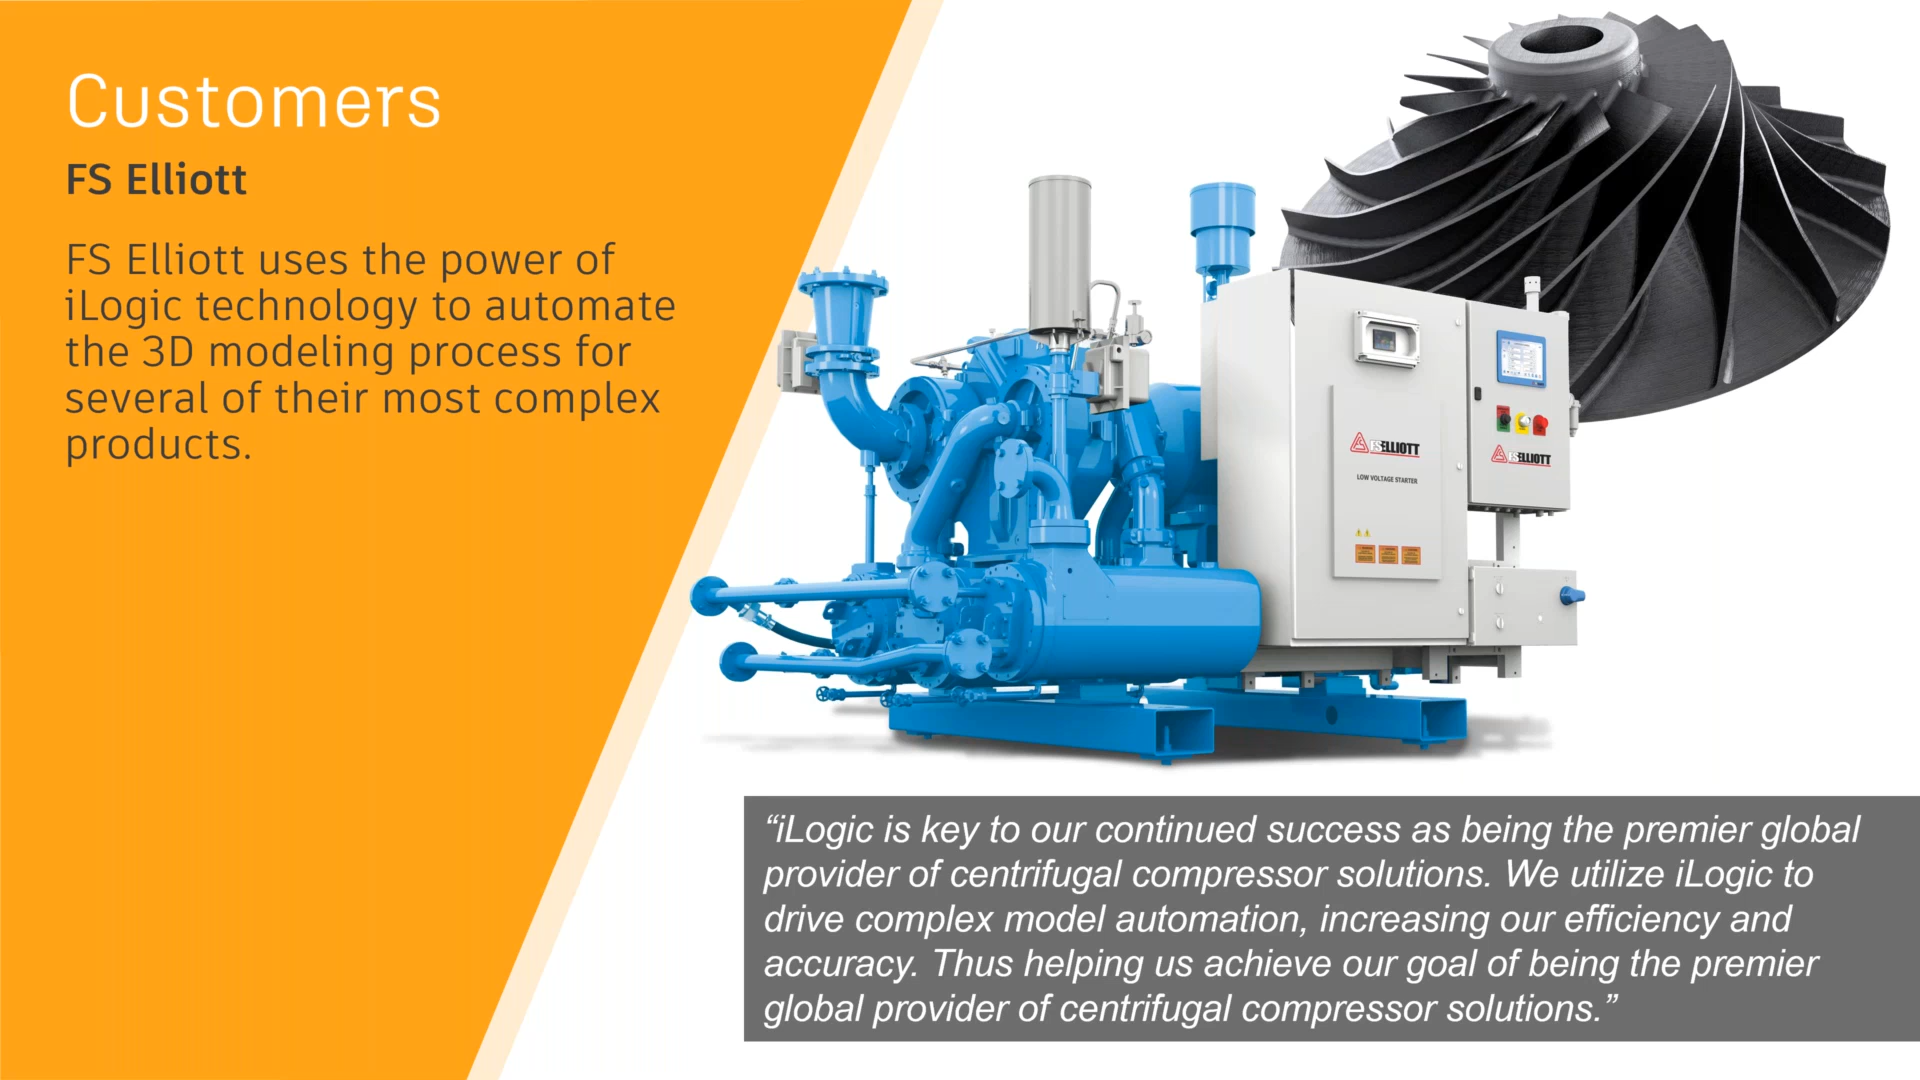 Customers
FS Elliott
FS Elliott uses the power of
iLogic technology to automate
the 3D modeling process for
several of their most complex
products.
FSELLIOTT
LOW VOLTAGE STARTER
FSELLIOTT
“iLogic is key to our continued success as being the premier global
provider of centrifugal compressor solutions. We utilize iLogic to
drive complex model automation, increasing our efficiency and
accuracy. Thus helping us achieve our goal of being the premier
global provider of centrifugal compressor solutions.”